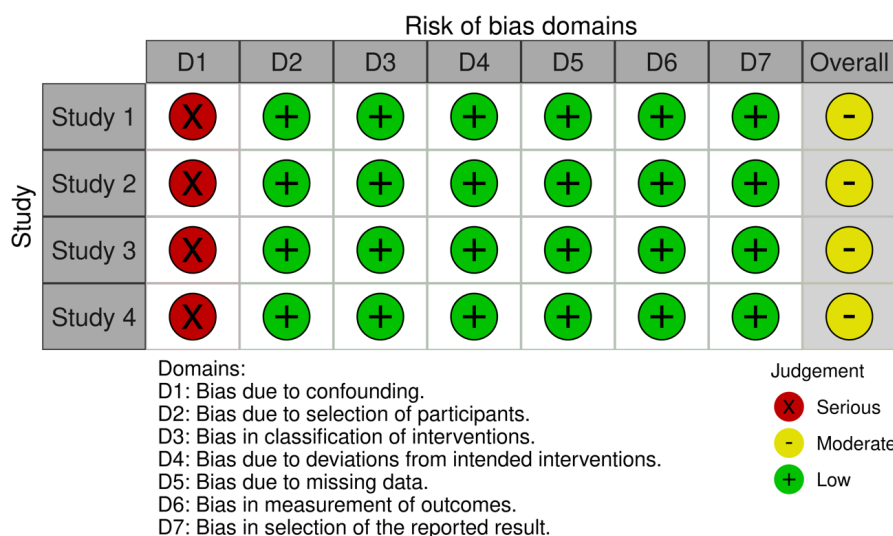 Risk of bias domains
D1 D2 D3 D4 D5 D6 D7 Overall
Study
Study 1 X + + + + + + -
Study 2 X + + + + + + -
Study 3 X + + + + + + -
Study 4 X + + + + + + -
Domains:
D1: Bias due to confounding.
D2: Bias due to selection of participants.
D3: Bias in classification of interventions.
D4: Bias due to deviations from intended interventions.
D5: Bias due to missing data.
D6: Bias in measurement of outcomes.
D7: Bias in selection of the reported result.
Judgement
X Serious
- Moderate
+ Low